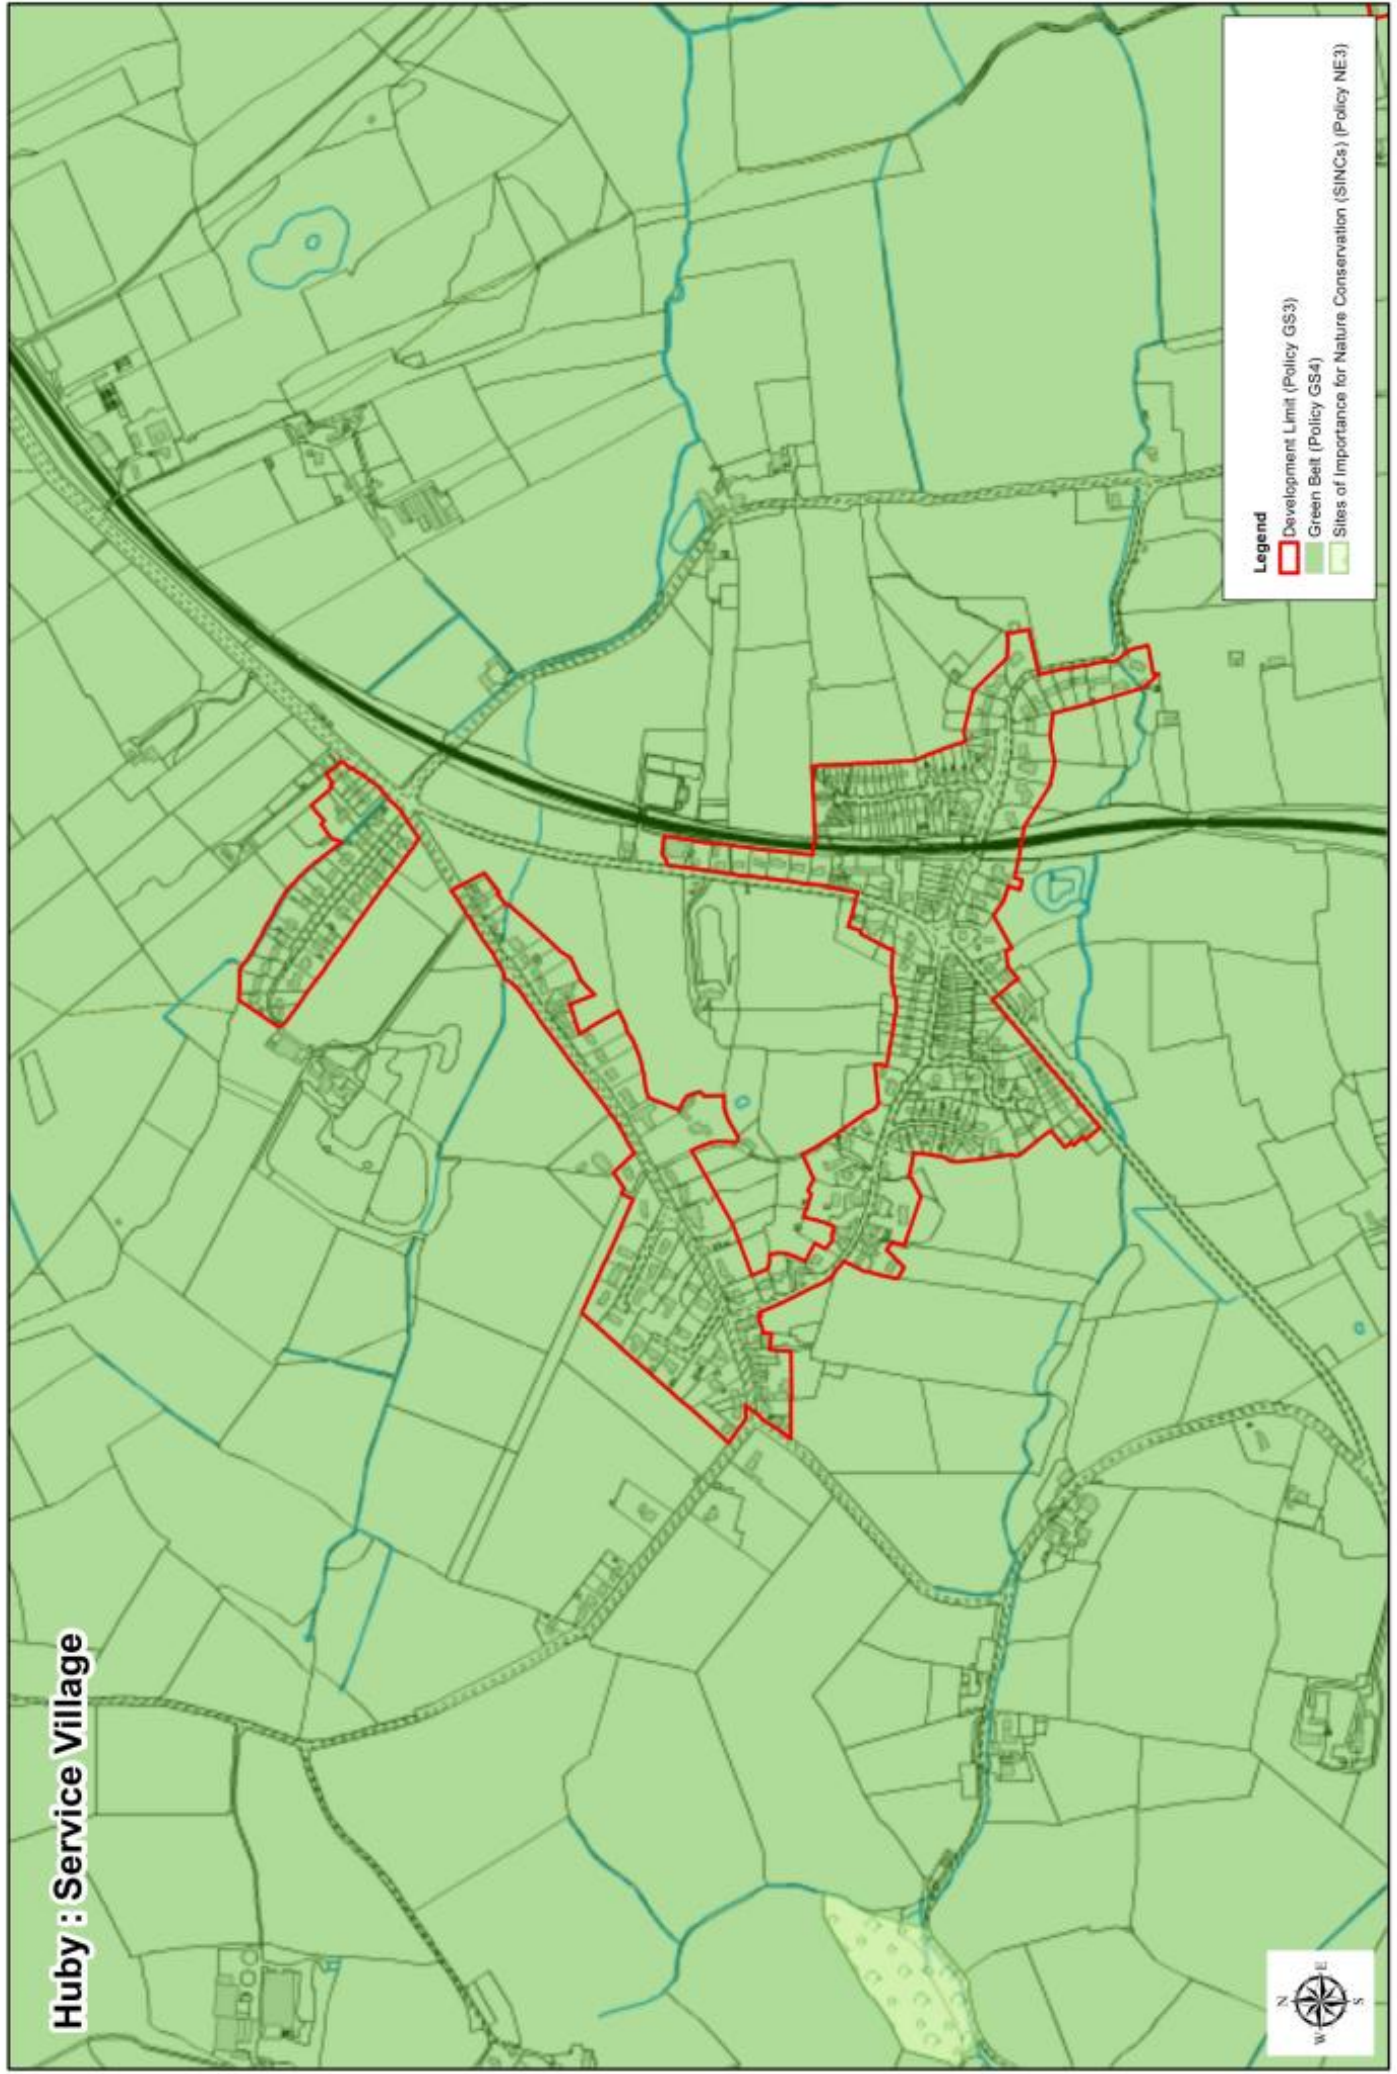 Huby : Service Village
Legend
Development Limit (Policy GS3)
Green Belt (Policy GS4)
Sites of Importance for Nature Conservation (SINCs) (Policy NE3)
N
W
E
S